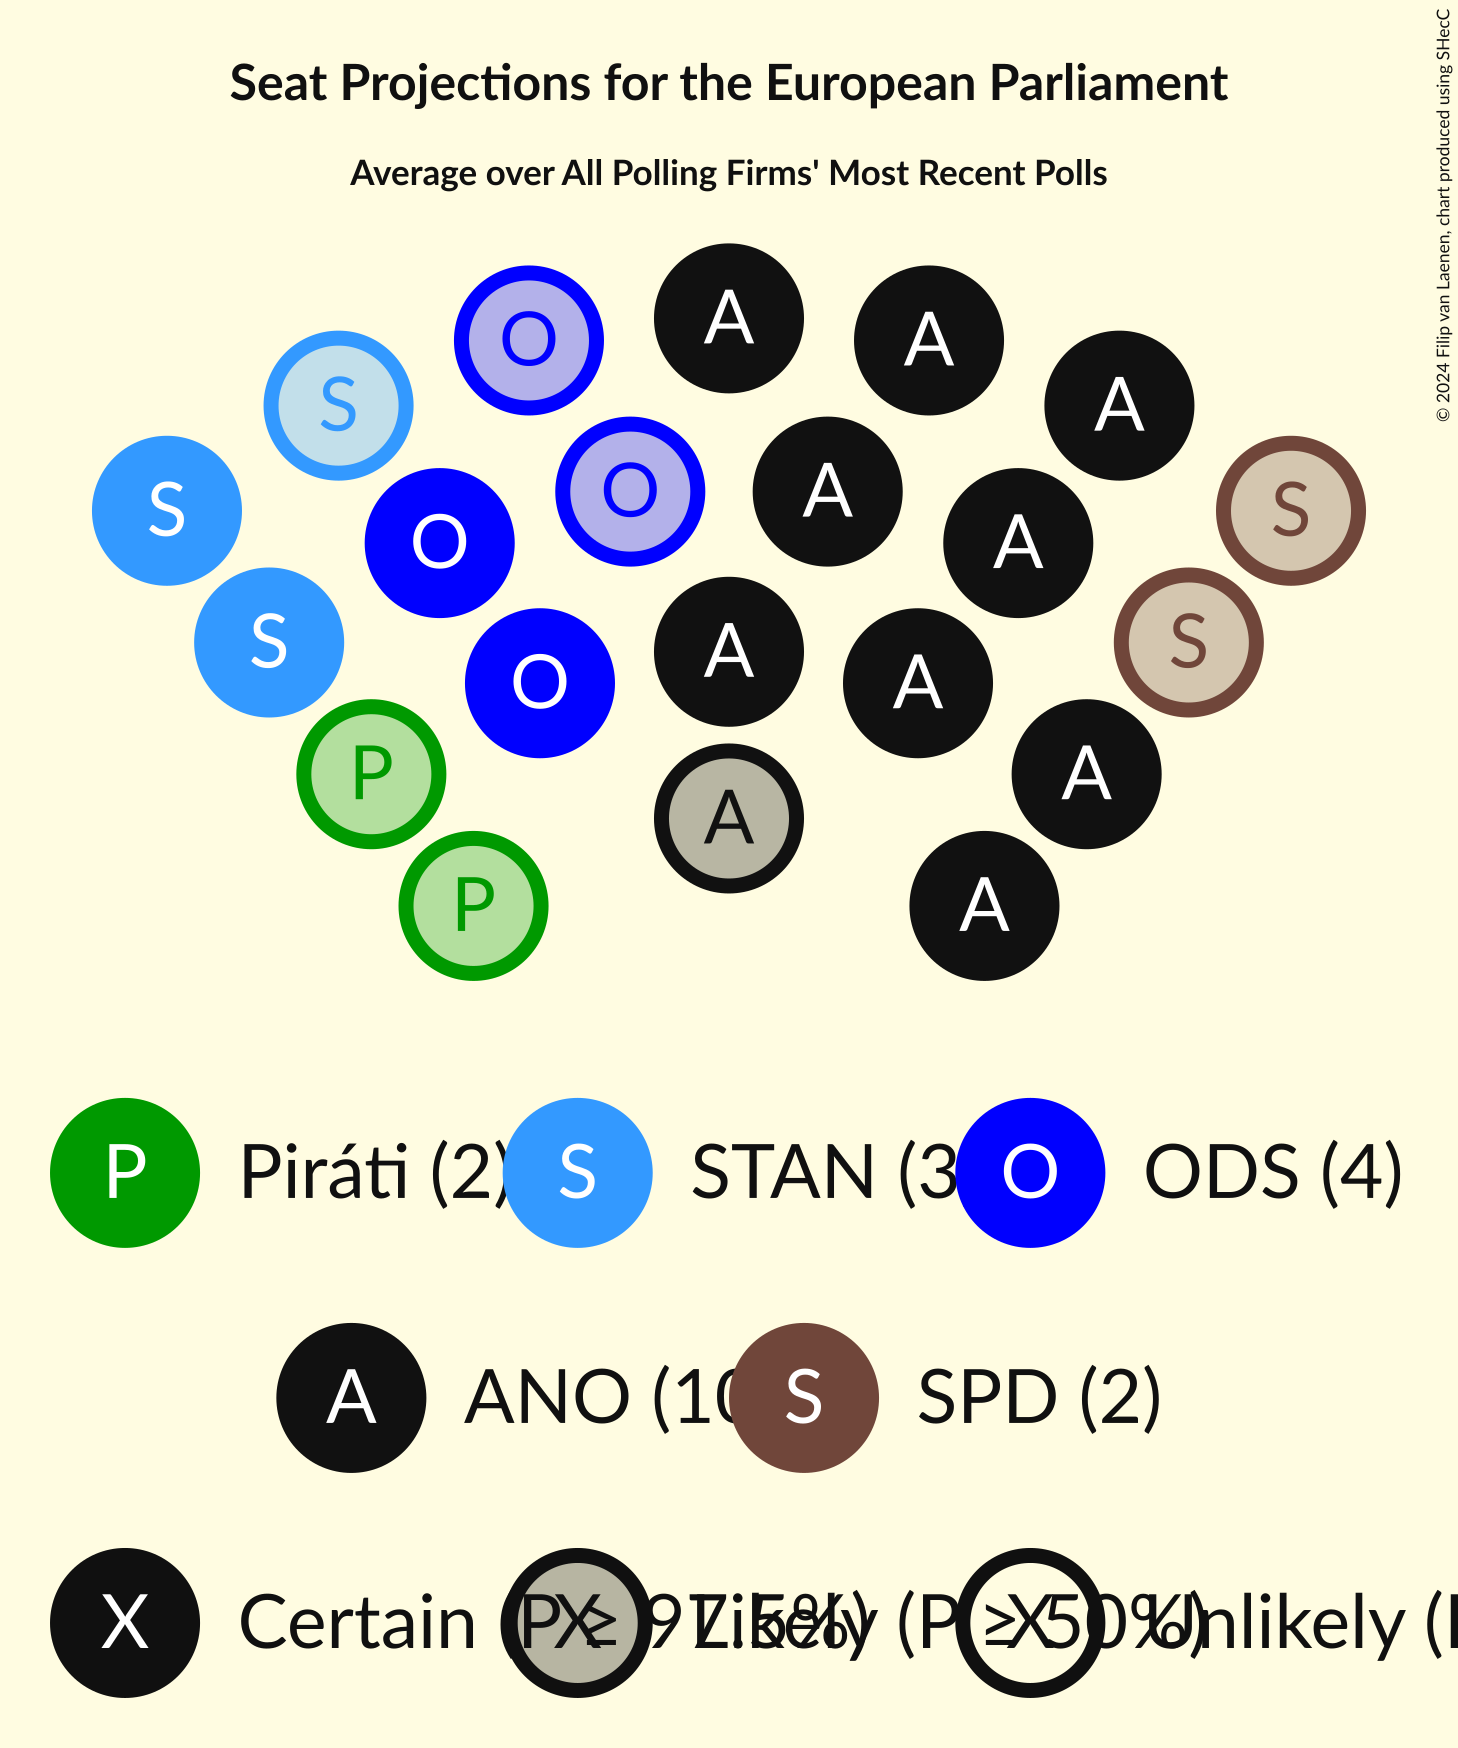 Seat Projections for the European Parliament
Average over All Polling Firms' Most Recent Polls
© 2024 Filip van Laenen, chart produced using SHecC
A
O A
S A
S O O A A S
S O A A S
P A A
P A
P Piráti (2) S STAN (3 O ODS (4)
A ANO (10 S SPD (2)
X Certain (P ≥ 97.5%) X Likely (P ≥ 50%) X Unlikely (